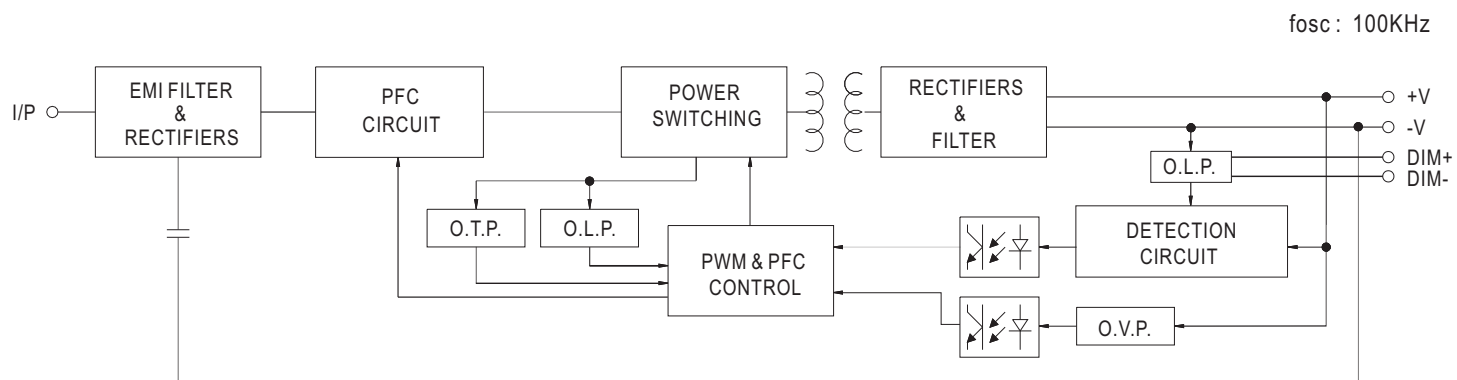 fosc : 100KHz
I/P
EMI FILTER
&
RECTIFIERS
PFC
CIRCUIT
POWER
SWITCHING
RECTIFIERS
&
FILTER
+V
-V
DIM+
DIM-
O.L.P.
O.T.P.
O.L.P.
PWM & PFC
CONTROL
DETECTION
CIRCUIT
O.V.P.